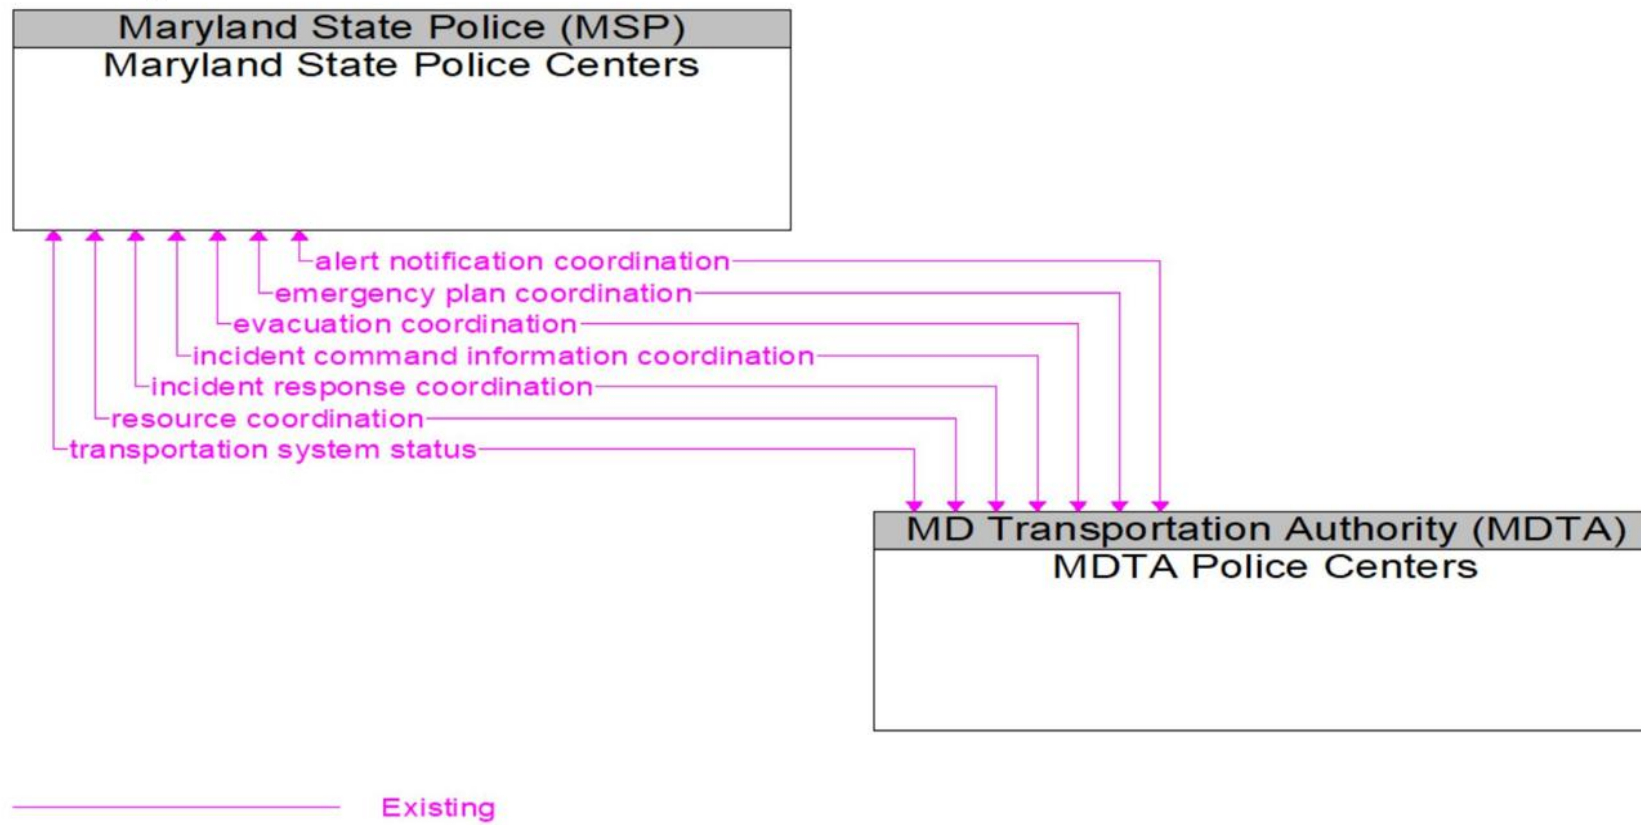 Maryland State Police (MSP)
Maryland State Police Centers
alert notification coordination
emergency plan coordination
evacuation coordination
incident command information coordination
incident response coordination
resource coordination
transportation system status
MD Transportation Authority (MDTA)
MDTA Police Centers
Existing